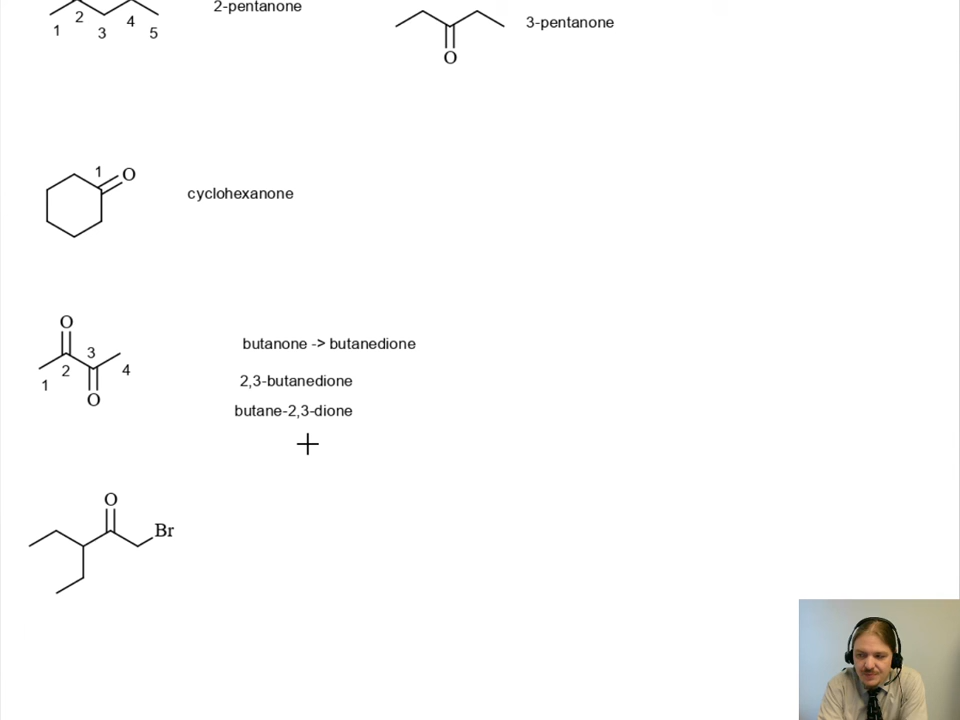 2-pentanone
1 2 3 4 5
O
3-pentanone
1 O
cyclohexanone
O
1 2 3 4
O
butanone -> butanedione
2,3-butanedione
butane-2,3-dione
O
Br